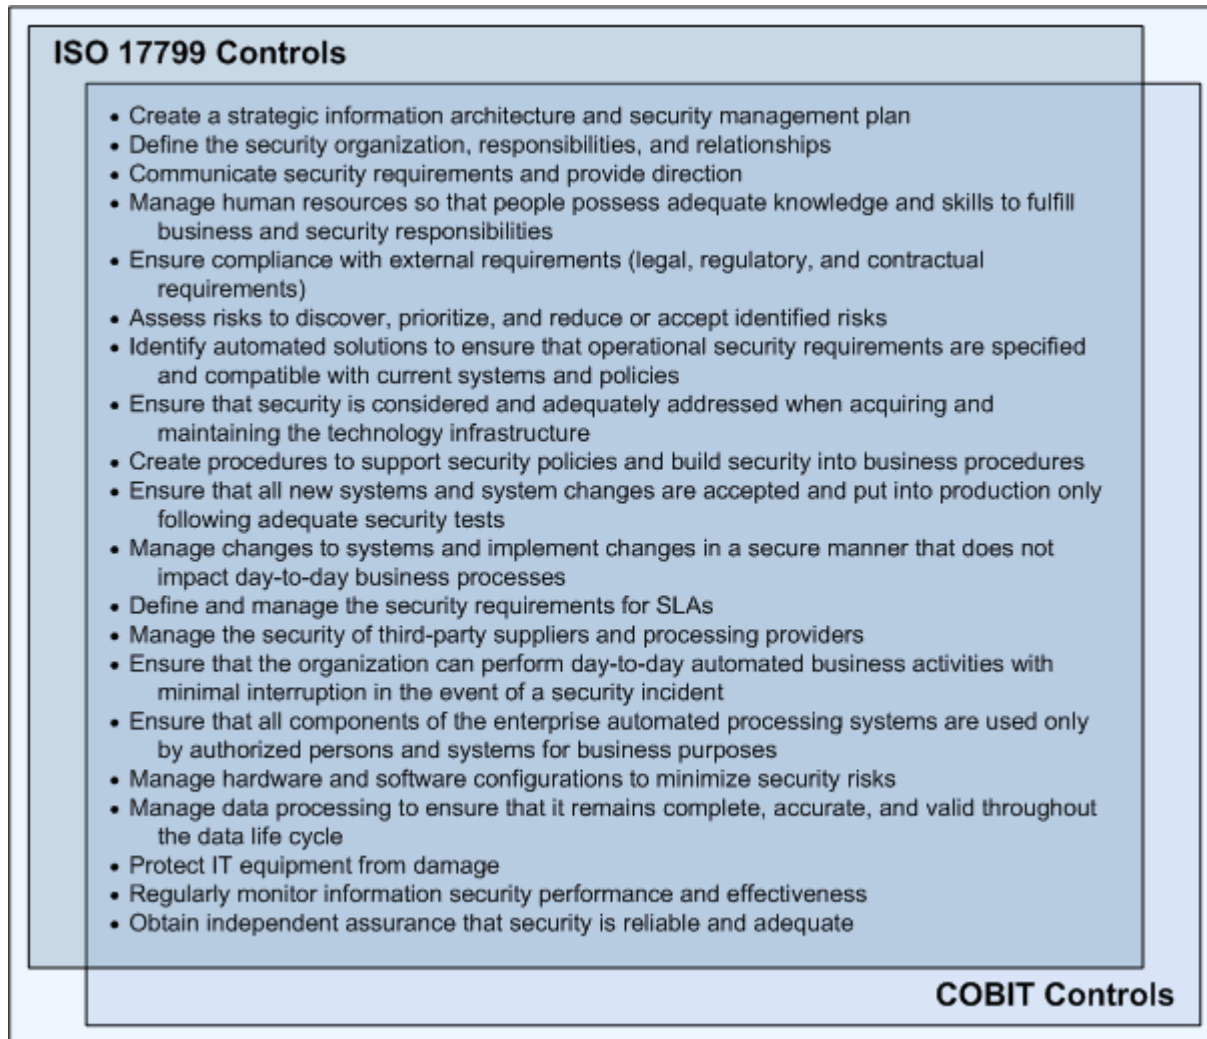 ISO 17799 Controls
• Create a strategic information architecture and security management plan
• Define the security organization, responsibilities, and relationships
• Communicate security requirements and provide direction
• Manage human resources so that people possess adequate knowledge and skills to fulfill
business and security responsibilities
• Ensure compliance with external requirements (legal, regulatory, and contractual
requirements)
• Assess risks to discover, prioritize, and reduce or accept identified risks
• Identify automated solutions to ensure that operational security requirements are specified
and compatible with current systems and policies
• Ensure that security is considered and adequately addressed when acquiring and
maintaining the technology infrastructure
• Create procedures to support security policies and build security into business procedures
• Ensure that all new systems and system changes are accepted and put into production only
following adequate security tests
• Manage changes to systems and implement changes in a secure manner that does not
impact day-to-day business processes
• Define and manage the security requirements for SLAs
• Manage the security of third-party suppliers and processing providers
• Ensure that the organization can perform day-to-day automated business activities with
minimal interruption in the event of a security incident
• Ensure that all components of the enterprise automated processing systems are used only
by authorized persons and systems for business purposes
• Manage hardware and software configurations to minimize security risks
• Manage data processing to ensure that it remains complete, accurate, and valid throughout
the data life cycle
• Protect IT equipment from damage
• Regularly monitor information security performance and effectiveness
• Obtain independent assurance that security is reliable and adequate
COBIT Controls